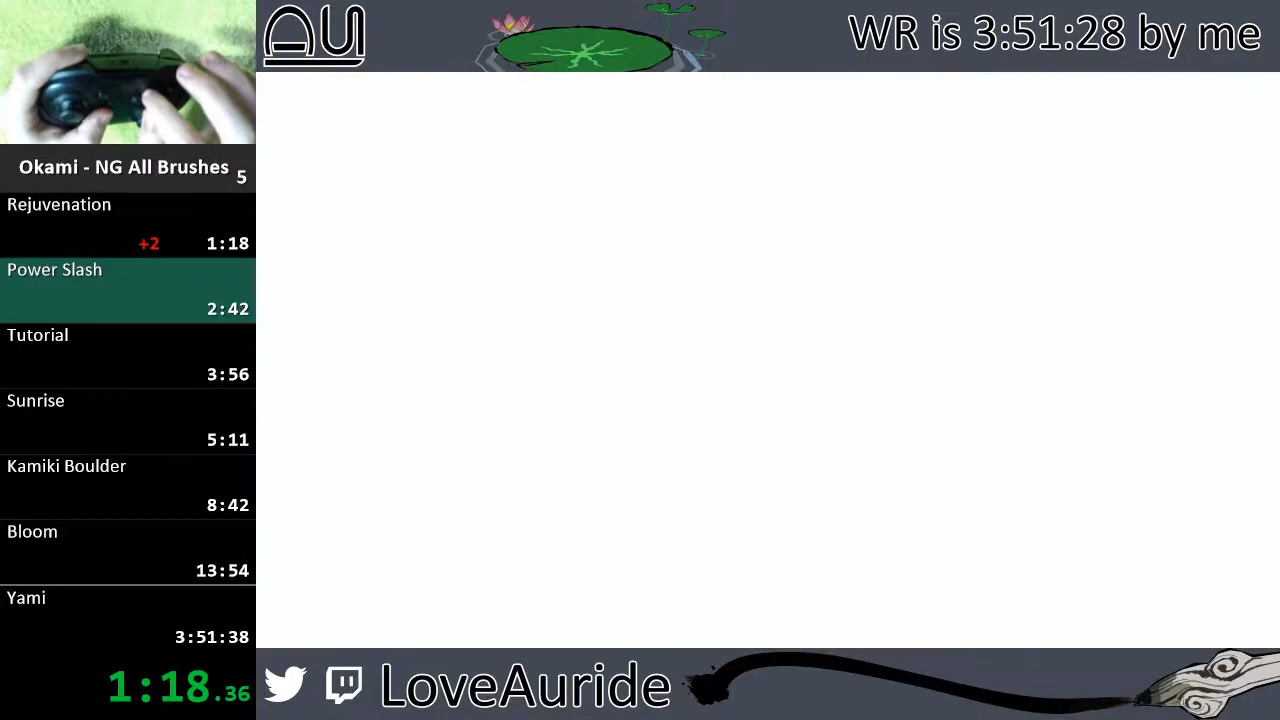 AU
WR is 3:51:28 by me
Okami - NG All Brushes 5
Rejuvenation
+2 1:18
Power Slash
2:42
Tutorial
3:56
Sunrise
5:11
Kamiki Boulder
8:42
Bloom
13:54
Yami
3:51:38
1:18.36
LoveAuride